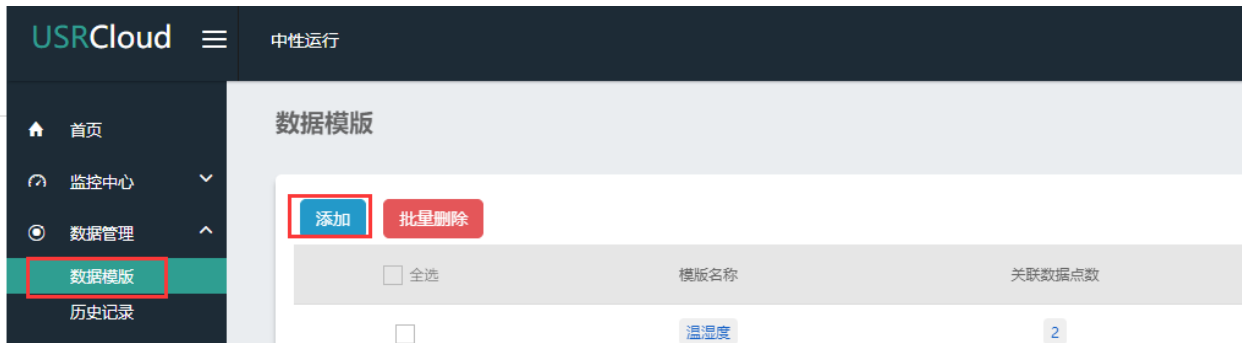 USRCloud 中性运行
首页
监控中心
数据管理
数据模版
历史记录
数据模版
添加 批量删除
全选 模版名称 关联数据点数
温湿度 2